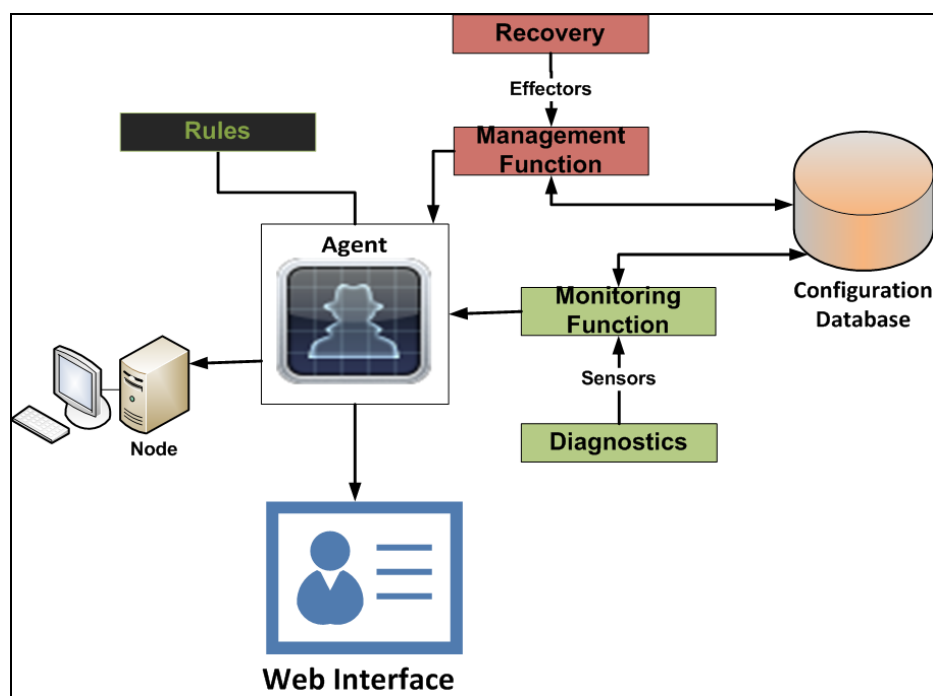 Recovery
Effectors
Rules
Management
Function
Agent
Monitoring
Function
Configuration
Database
Sensors
Node
Diagnostics
Web Interface